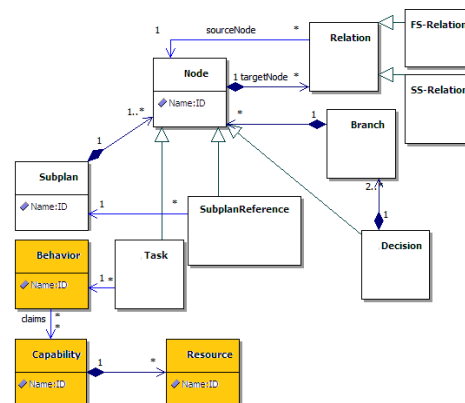 sourceNode
1
*
Relation
FS-Relation
SS-Relation
Node
Name:ID
1 targetNode
*
1..*
*
1
Branch
1
Subplan
Name:ID
1
*
SubplanReference
2..*
1
Decision
Behavior
Name:ID
1
*
Task
claims
*
*
Capability
Name:ID
1
*
Resource
Name:ID